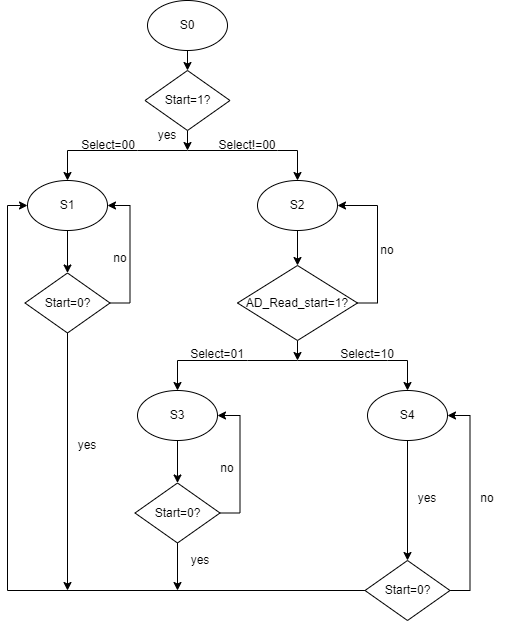 S0
Start=1?
yes
Select=00
Select!=00
S1
S2
no
no
Start=0?
AD_Read_start=1?
Select=01
Select=10
S3
S4
yes
no
yes
no
Start=0?
yes
Start=0?